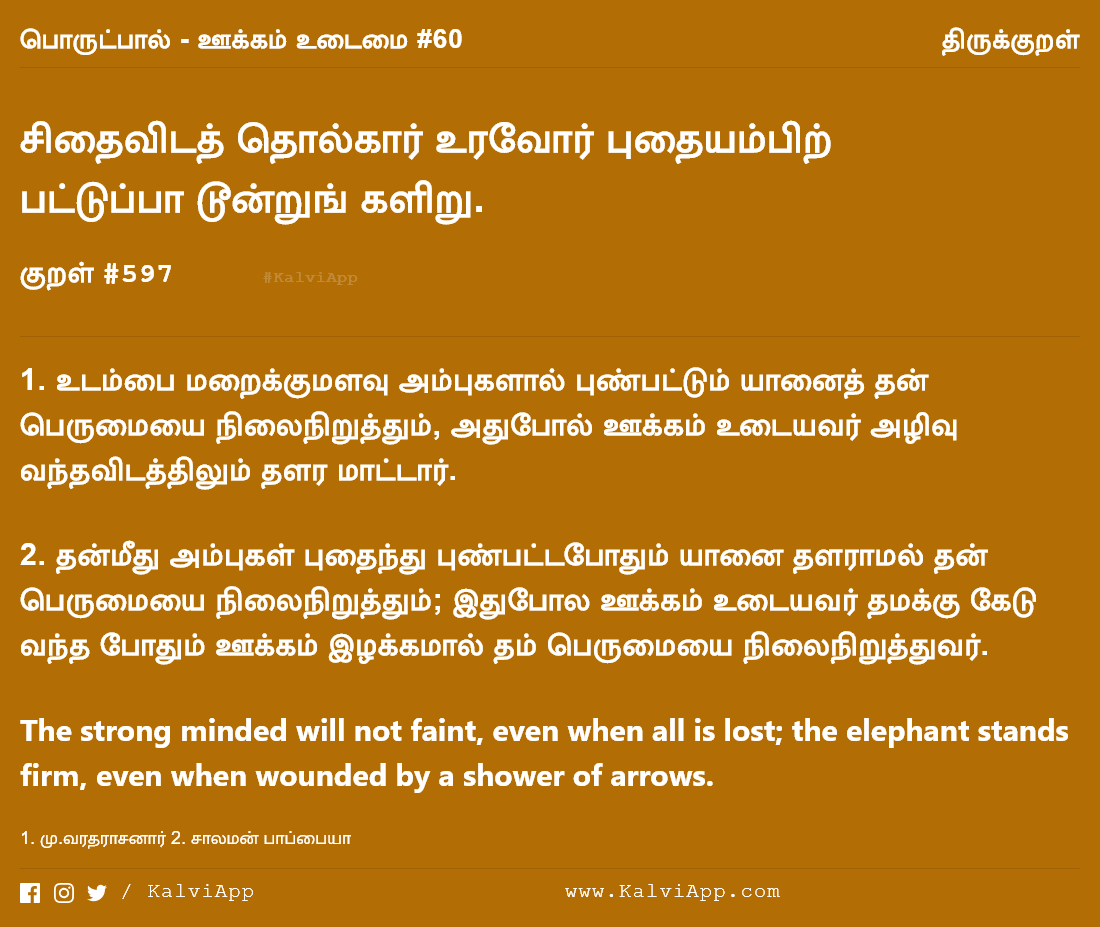 பொருட்பால் - ஊக்கம் உடைமை #60
திருக்குறள்
சிதைவிடத் தொல்கார் உரவோர் புதையம்பிற்
பட்டுப்பா டூன்றுங் களிறு.
குறள் #597
#KalviApp
1. உடம்பை மறைக்குமளவு அம்புகளால் புண்பட்டும் யானைத் தன்
பெருமையை நிலைநிறுத்தும், அதுபோல் ஊக்கம் உடையவர் அழிவு
வந்தவிடத்திலும் தளர மாட்டார்.
2. தன்மீது அம்புகள் புதைந்து புண்பட்டபோதும் யானை தளராமல் தன்
பெருமையை நிலைநிறுத்தும்; இதுபோல ஊக்கம் உடையவர் தமக்கு கேடு
வந்த போதும் ஊக்கம் இழக்கமால் தம் பெருமையை நிலைநிறுத்துவர்.
The strong minded will not faint, even when all is lost; the elephant stands
firm, even when wounded by a shower of arrows.
1. மு.வரதராசனார் 2. சாலமன் பாப்பையா
/ KalviApp
www.KalviApp.com